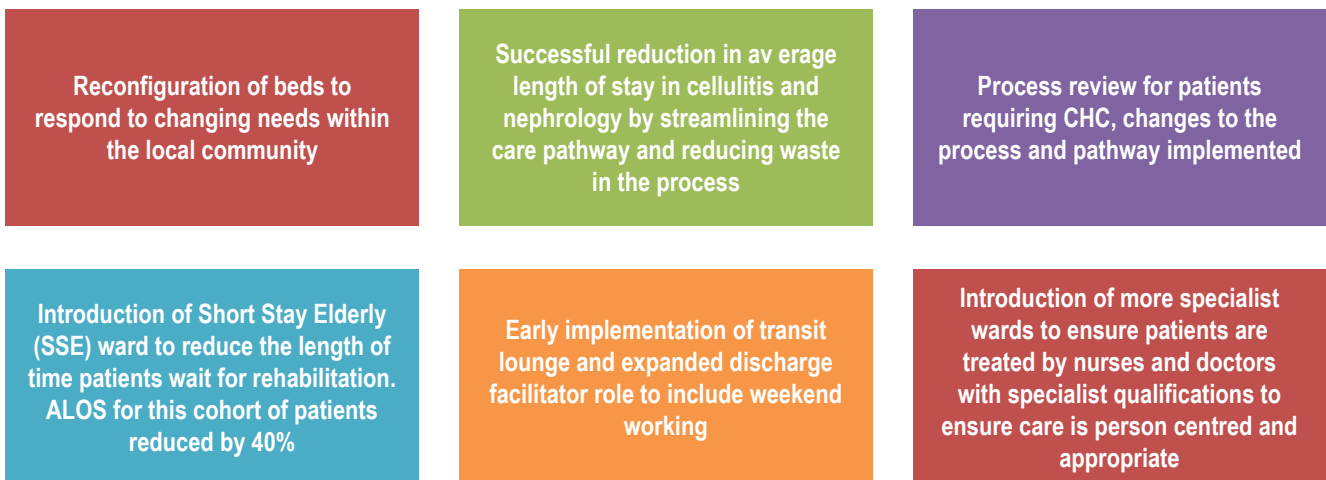 Reconfiguration of beds to
respond to changing needs within
the local community
Successful reduction in av erage
length of stay in cellulitis and
nephrology by streamlining the
care pathway and reducing waste
in the process
Process review for patients
requiring CHC, changes to the
process and pathway implemented
Introduction of Short Stay Elderly
(SSE) ward to reduce the length of
time patients wait for rehabilitation.
ALOS for this cohort of patients
reduced by 40%
Early implementation of transit
lounge and expanded discharge
facilitator role to include weekend
working
Introduction of more specialist
wards to ensure patients are
treated by nurses and doctors
with specialist qualifications to
ensure care is person centred and
appropriate